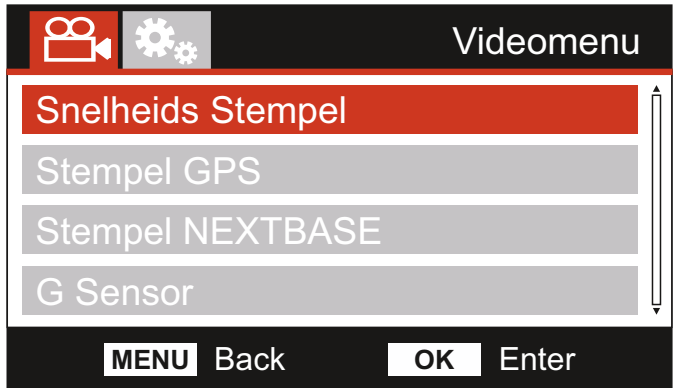 Videomenu
Snelheids Stempel
Stempel GPS
Stempel NEXTBASE
G Sensor
MENU Back OK Enter